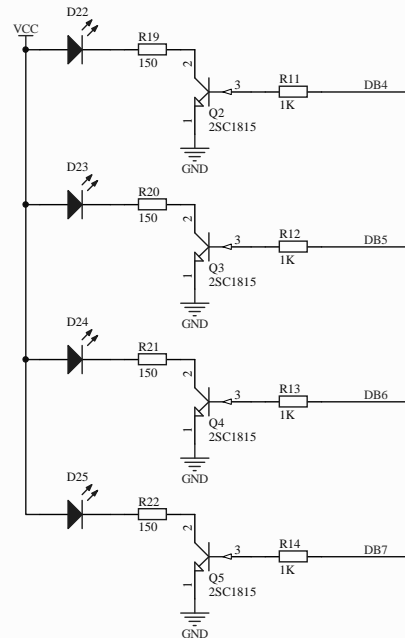 D22
VCC
R19
150
2
3
R11
1K
DB4
Q2
2SC1815
1
GND
D23
R20
150
2
3
R12
1K
DB5
Q3
2SC1815
1
GND
D24
R21
150
2
3
R13
1K
DB6
Q4
2SC1815
1
GND
D25
R22
150
2
3
R14
1K
DB7
Q5
2SC1815
1
GND